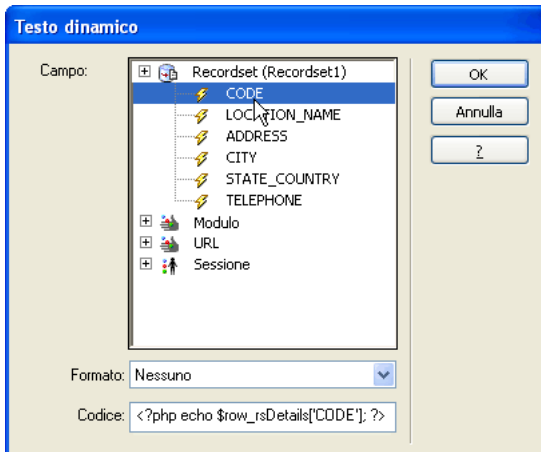 Testo dinamico
Campo:
Recordset (Recordset1)
CODE
LOCATION_NAME
ADDRESS
CITY
STATE_COUNTRY
TELEPHONE
Modulo
URL
Sessione
OK
Annulla
?
Formato: Nessuno
Codice: <?php echo $row_rsDetails['CODE']; ?>